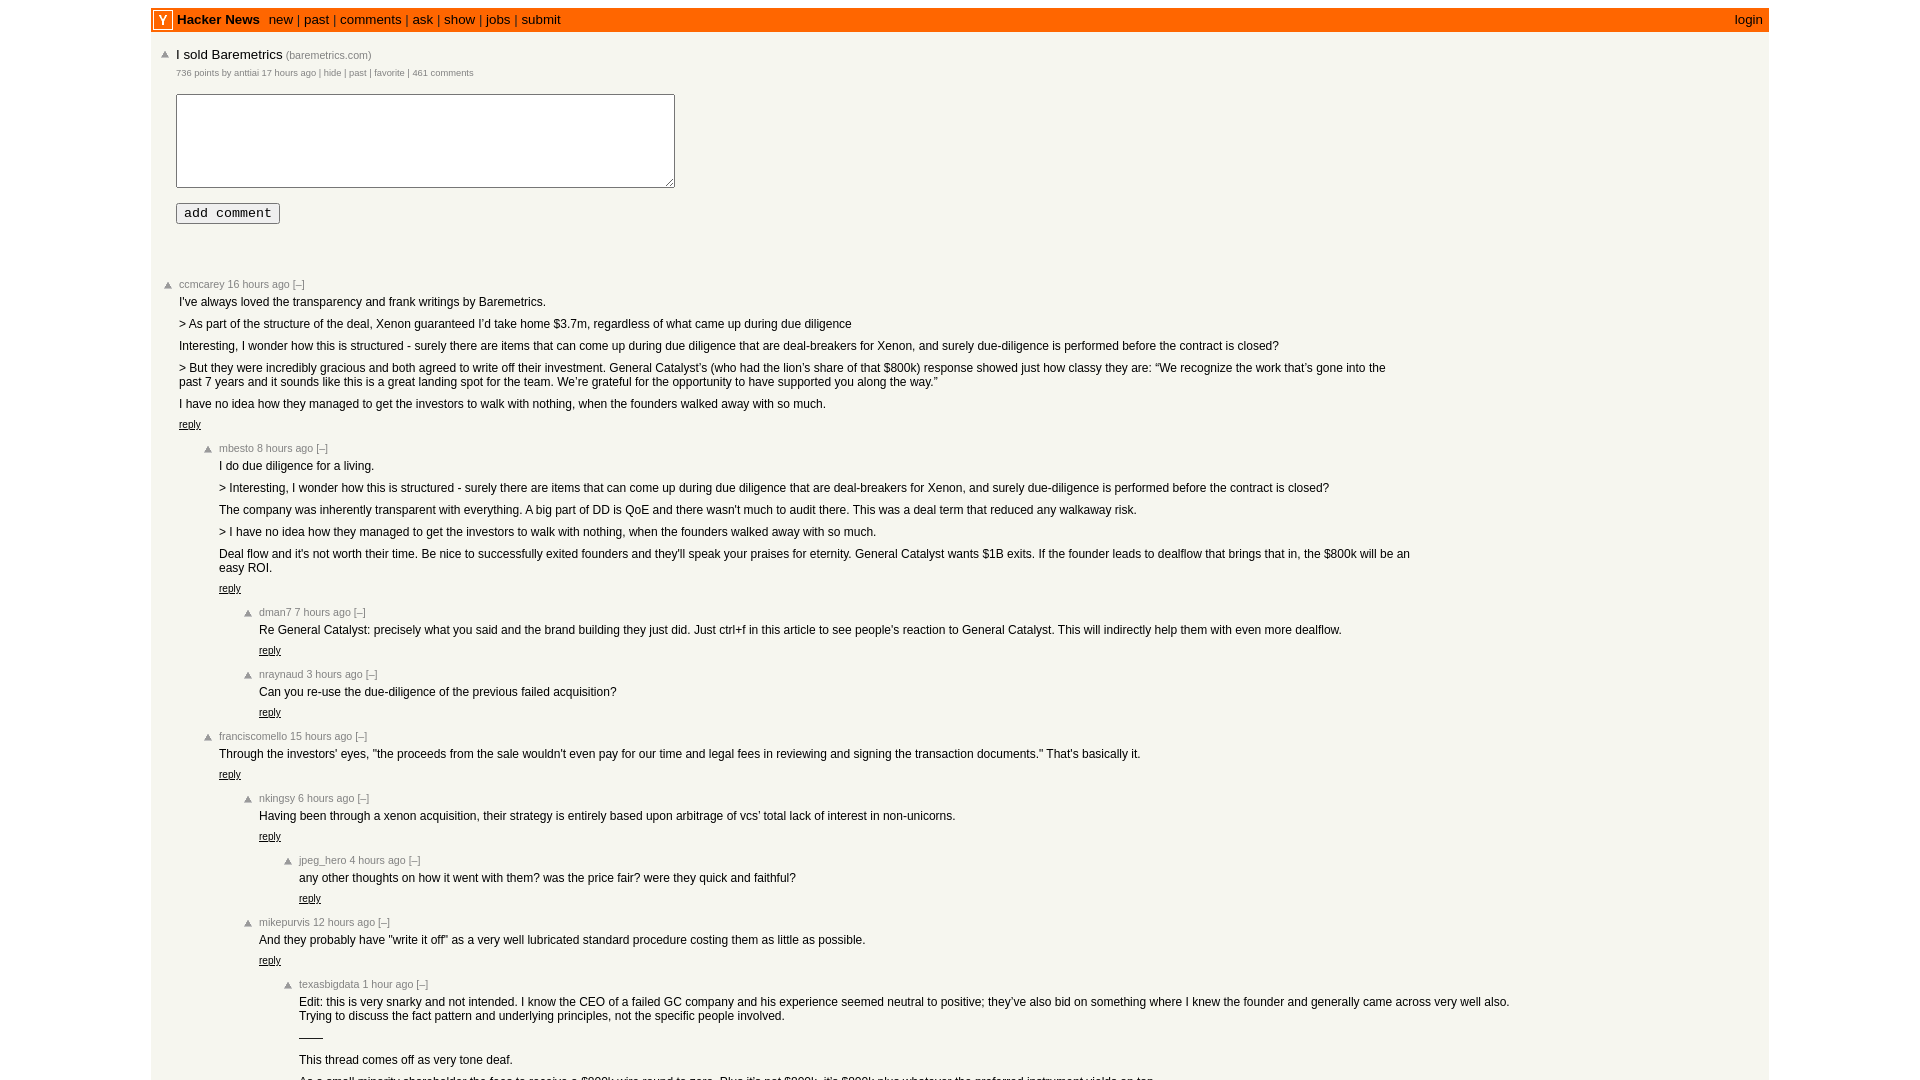 Y Hacker News new | past | comments | ask | show | jobs | submit login
I sold Baremetrics (baremetrics.com)
736 points by anttiai 17 hours ago | hide | past | favorite | 461 comments
add comment
ccmcarey 16 hours ago [–]
I've always loved the transparency and frank writings by Baremetrics.
> As part of the structure of the deal, Xenon guaranteed I’d take home $3.7m, regardless of what came up during due diligence
Interesting, I wonder how this is structured - surely there are items that can come up during due diligence that are deal-breakers for Xenon, and surely due-diligence is performed before the contract is closed?
> But they were incredibly gracious and both agreed to write off their investment. General Catalyst’s (who had the lion’s share of that $800k) response showed just how classy they are: “We recognize the work that’s gone into the
past 7 years and it sounds like this is a great landing spot for the team. We’re grateful for the opportunity to have supported you along the way.”
I have no idea how they managed to get the investors to walk with nothing, when the founders walked away with so much.
reply
mbesto 8 hours ago [–]
I do due diligence for a living.
> Interesting, I wonder how this is structured - surely there are items that can come up during due diligence that are deal-breakers for Xenon, and surely due-diligence is performed before the contract is closed?
The company was inherently transparent with everything. A big part of DD is QoE and there wasn't much to audit there. This was a deal term that reduced any walkaway risk.
> I have no idea how they managed to get the investors to walk with nothing, when the founders walked away with so much.
Deal flow and it's not worth their time. Be nice to successfully exited founders and they'll speak your praises for eternity. General Catalyst wants $1B exits. If the founder leads to dealflow that brings that in, the $800k will be an
easy ROI.
reply
dman7 7 hours ago [–]
Re General Catalyst: precisely what you said and the brand building they just did. Just ctrl+f in this article to see people's reaction to General Catalyst. This will indirectly help them with even more dealflow.
reply
nraynaud 3 hours ago [–]
Can you re-use the due-diligence of the previous failed acquisition?
reply
franciscomello 15 hours ago [–]
Through the investors' eyes, "the proceeds from the sale wouldn't even pay for our time and legal fees in reviewing and signing the transaction documents." That's basically it.
reply
nkingsy 6 hours ago [–]
Having been through a xenon acquisition, their strategy is entirely based upon arbitrage of vcs’ total lack of interest in non-unicorns.
reply
jpeg_hero 4 hours ago [–]
any other thoughts on how it went with them? was the price fair? were they quick and faithful?
reply
mikepurvis 12 hours ago [–]
And they probably have "write it off" as a very well lubricated standard procedure costing them as little as possible.
reply
texasbigdata 1 hour ago [–]
Edit: this is very snarky and not intended. I know the CEO of a failed GC company and his experience seemed neutral to positive; they’ve also bid on something where I knew the founder and generally came across very well also.
Trying to discuss the fact pattern and underlying principles, not the specific people involved.
——
This thread comes off as very tone deaf.